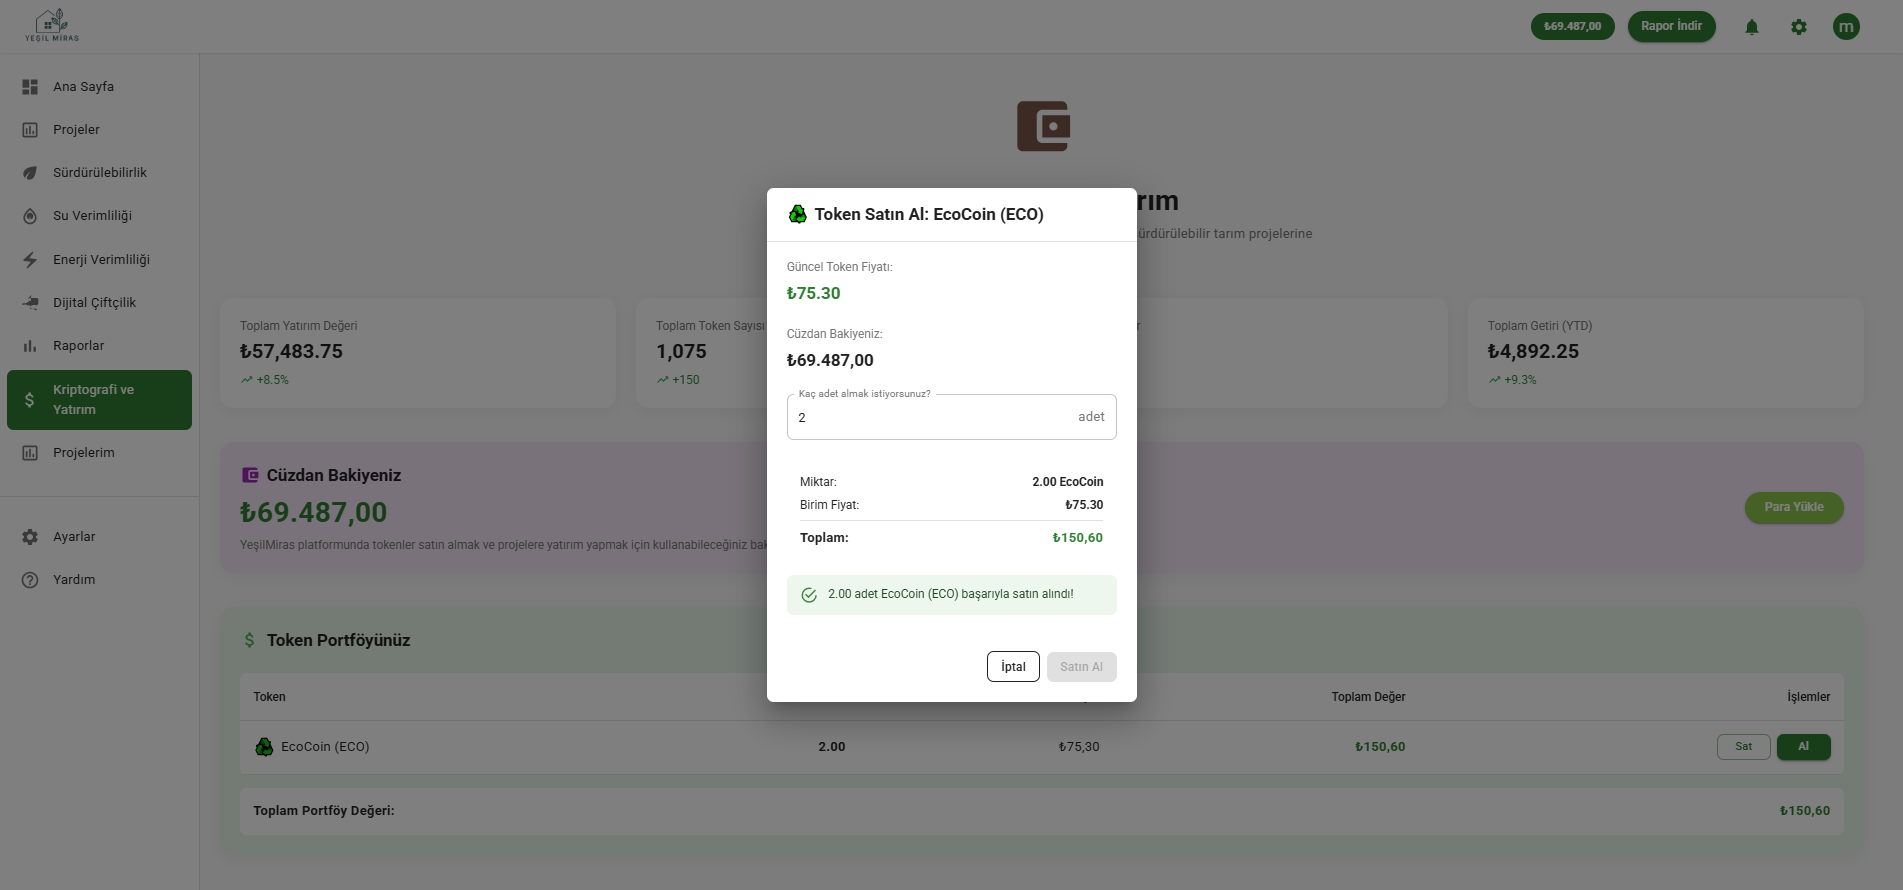 YEŞİL MİRAS
₺69.487,00
Rapor İndir
m
Ana Sayfa
Projeler
Sürdürülebilirlik
Su Verimliliği
Enerji Verimliliği
Dijital Çiftçilik
Raporlar
Kriptografi ve
Yatırım
Projelerim
Ayarlar
Yardım
sürdürülebilir tarım projelerine
Toplam Yatırım Değeri
₺57,483.75
+8.5%
Toplam Token Sayısı
1,075
+150
Toplam Getiri (YTD)
₺4,892.25
+9.3%
Cüzdan Bakiyeniz
₺69.487,00
YeşilMiras platformunda tokenler satın almak ve projelere yatırım yapmak için kullanabileceğiniz
Para Yükle
Token Portföyünüz
Token
Toplam Değer
İşlemler
EcoCoin (ECO)
2.00
₺75,30
₺150,60
Sat
Al
Toplam Portföy Değeri:
₺150,60
Token Satın Al: EcoCoin (ECO)
Güncel Token Fiyatı:
₺75.30
Cüzdan Bakiyeniz:
₺69.487,00
Kaç adet almak istiyorsunuz?
2 adet
Miktar: 2.00 EcoCoin
Birim Fiyat: ₺75.30
Toplam: ₺150,60
2.00 adet EcoCoin (ECO) başarıyla satın alındı!
İptal
Satın Al